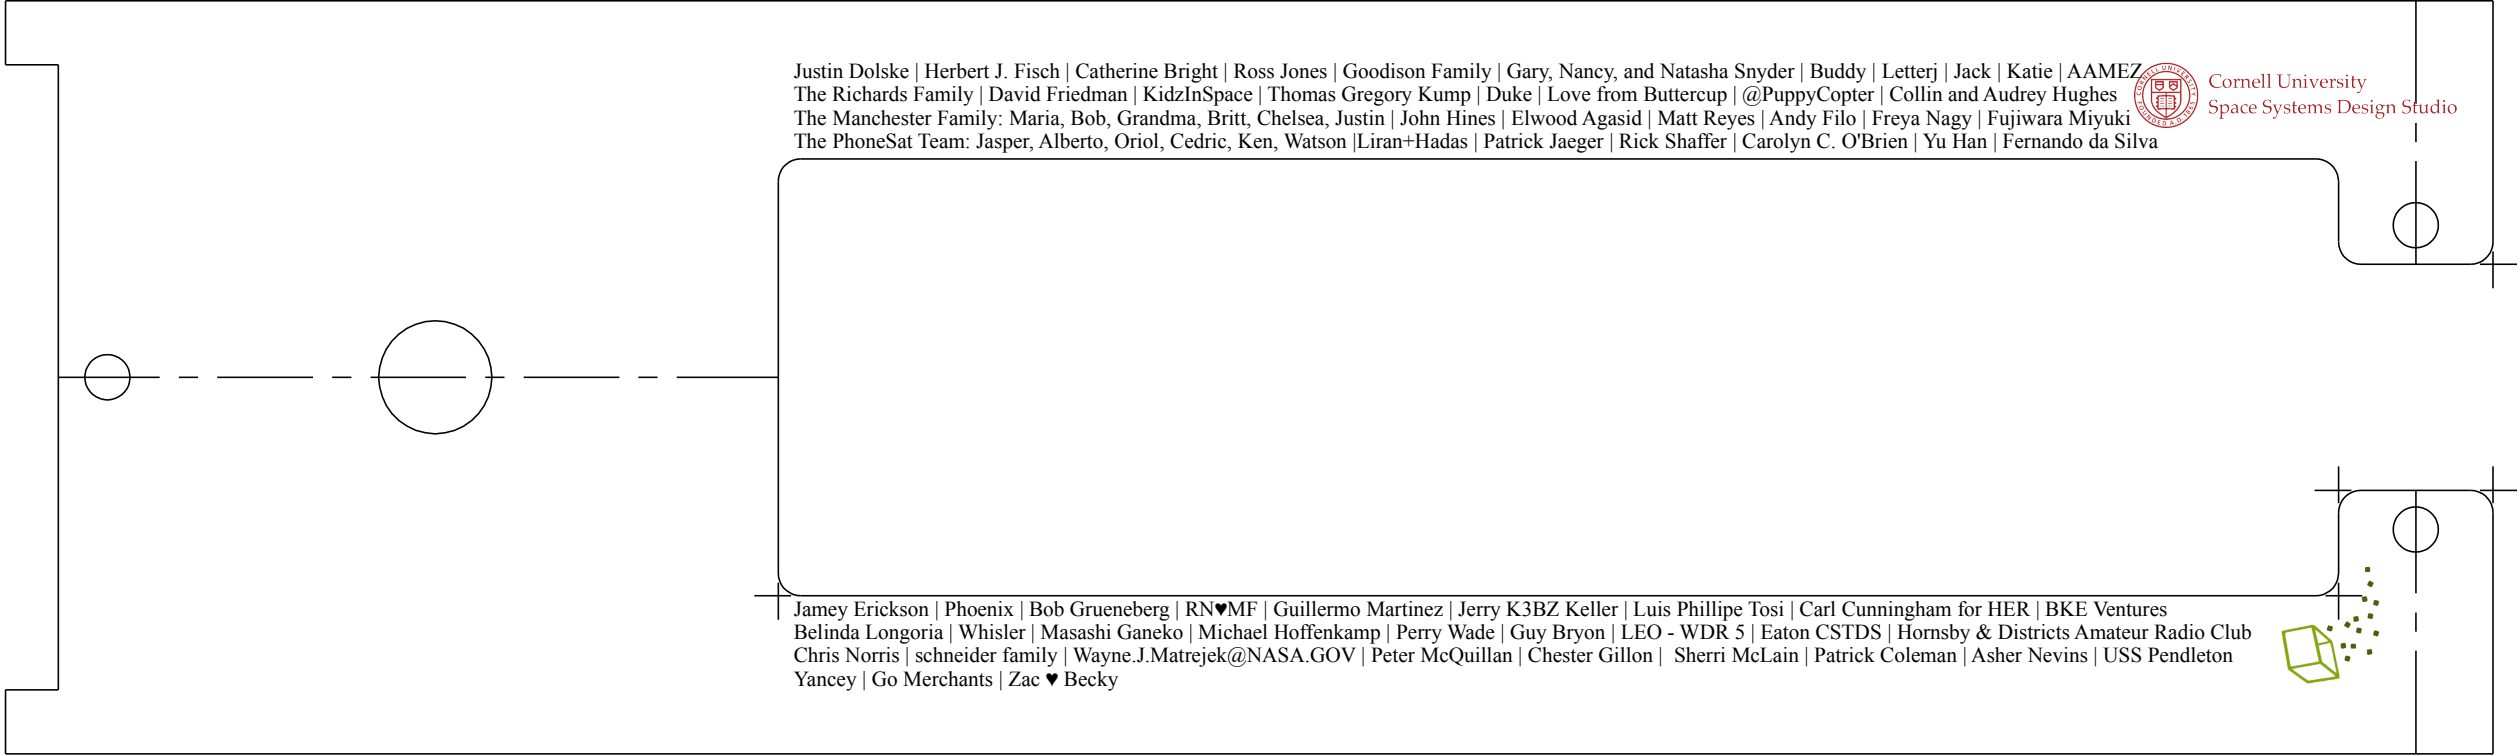 Justin Dolske | Herbert J. Fisch | Catherine Bright | Ross Jones | Goodison Family | Gary, Nancy, and Natasha Snyder | Buddy | Letterj | Jack | Katie | AAMEZ
The Richards Family | David Friedman | KidzInSpace | Thomas Gregory Kump | Duke | Love from Buttercup | @PuppyCopter | Collin and Audrey Hughes
The Manchester Family: Maria, Bob, Grandma, Britt, Chelsea, Justin | John Hines | Elwood Agasid | Matt Reyes | Andy Filo | Freya Nagy | Fujiwara Miyuki
The PhoneSat Team: Jasper, Alberto, Oriol, Cedric, Ken, Watson |Liran+Hadas | Patrick Jaeger | Rick Shaffer | Carolyn C. O'Brien | Yu Han | Fernando da Silva
CORNELL UNIVERSITY
FOUNDED A.D. 1865
Cornell University
Space Systems Design Studio
Jamey Erickson | Phoenix | Bob Grueneberg | RN♥MF | Guillermo Martinez | Jerry K3BZ Keller | Luis Phillipe Tosi | Carl Cunningham for HER | BKE Ventures
Belinda Longoria | Whisler | Masashi Ganeko | Michael Hoffenkamp | Perry Wade | Guy Bryon | LEO - WDR 5 | Eaton CSTDS | Hornsby & Districts Amateur Radio Club
Chris Norris | schneider family | Wayne.J.Matrejek@NASA.GOV | Peter McQuillan | Chester Gillon | Sherri McLain | Patrick Coleman | Asher Nevins | USS Pendleton
Yancey | Go Merchants | Zac ♥ Becky